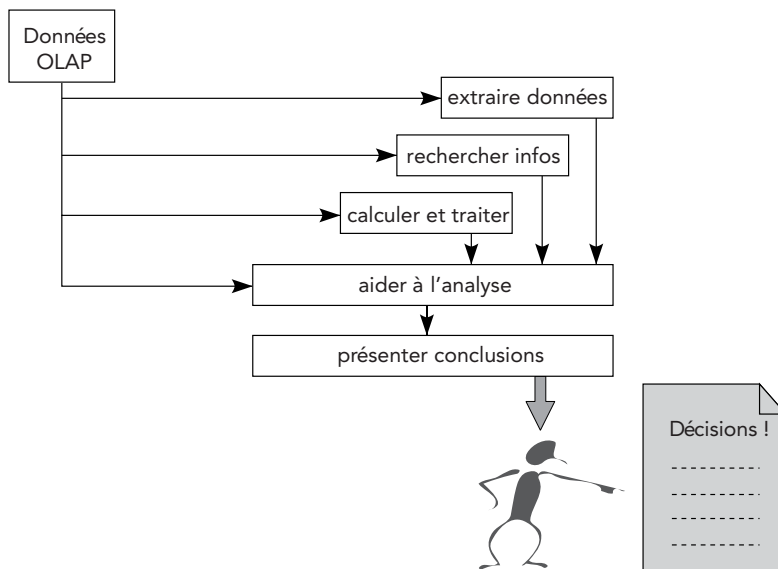 Données
OLAP
extraire données
rechercher infos
calculer et traiter
aider à l'analyse
présenter conclusions
Décisions !